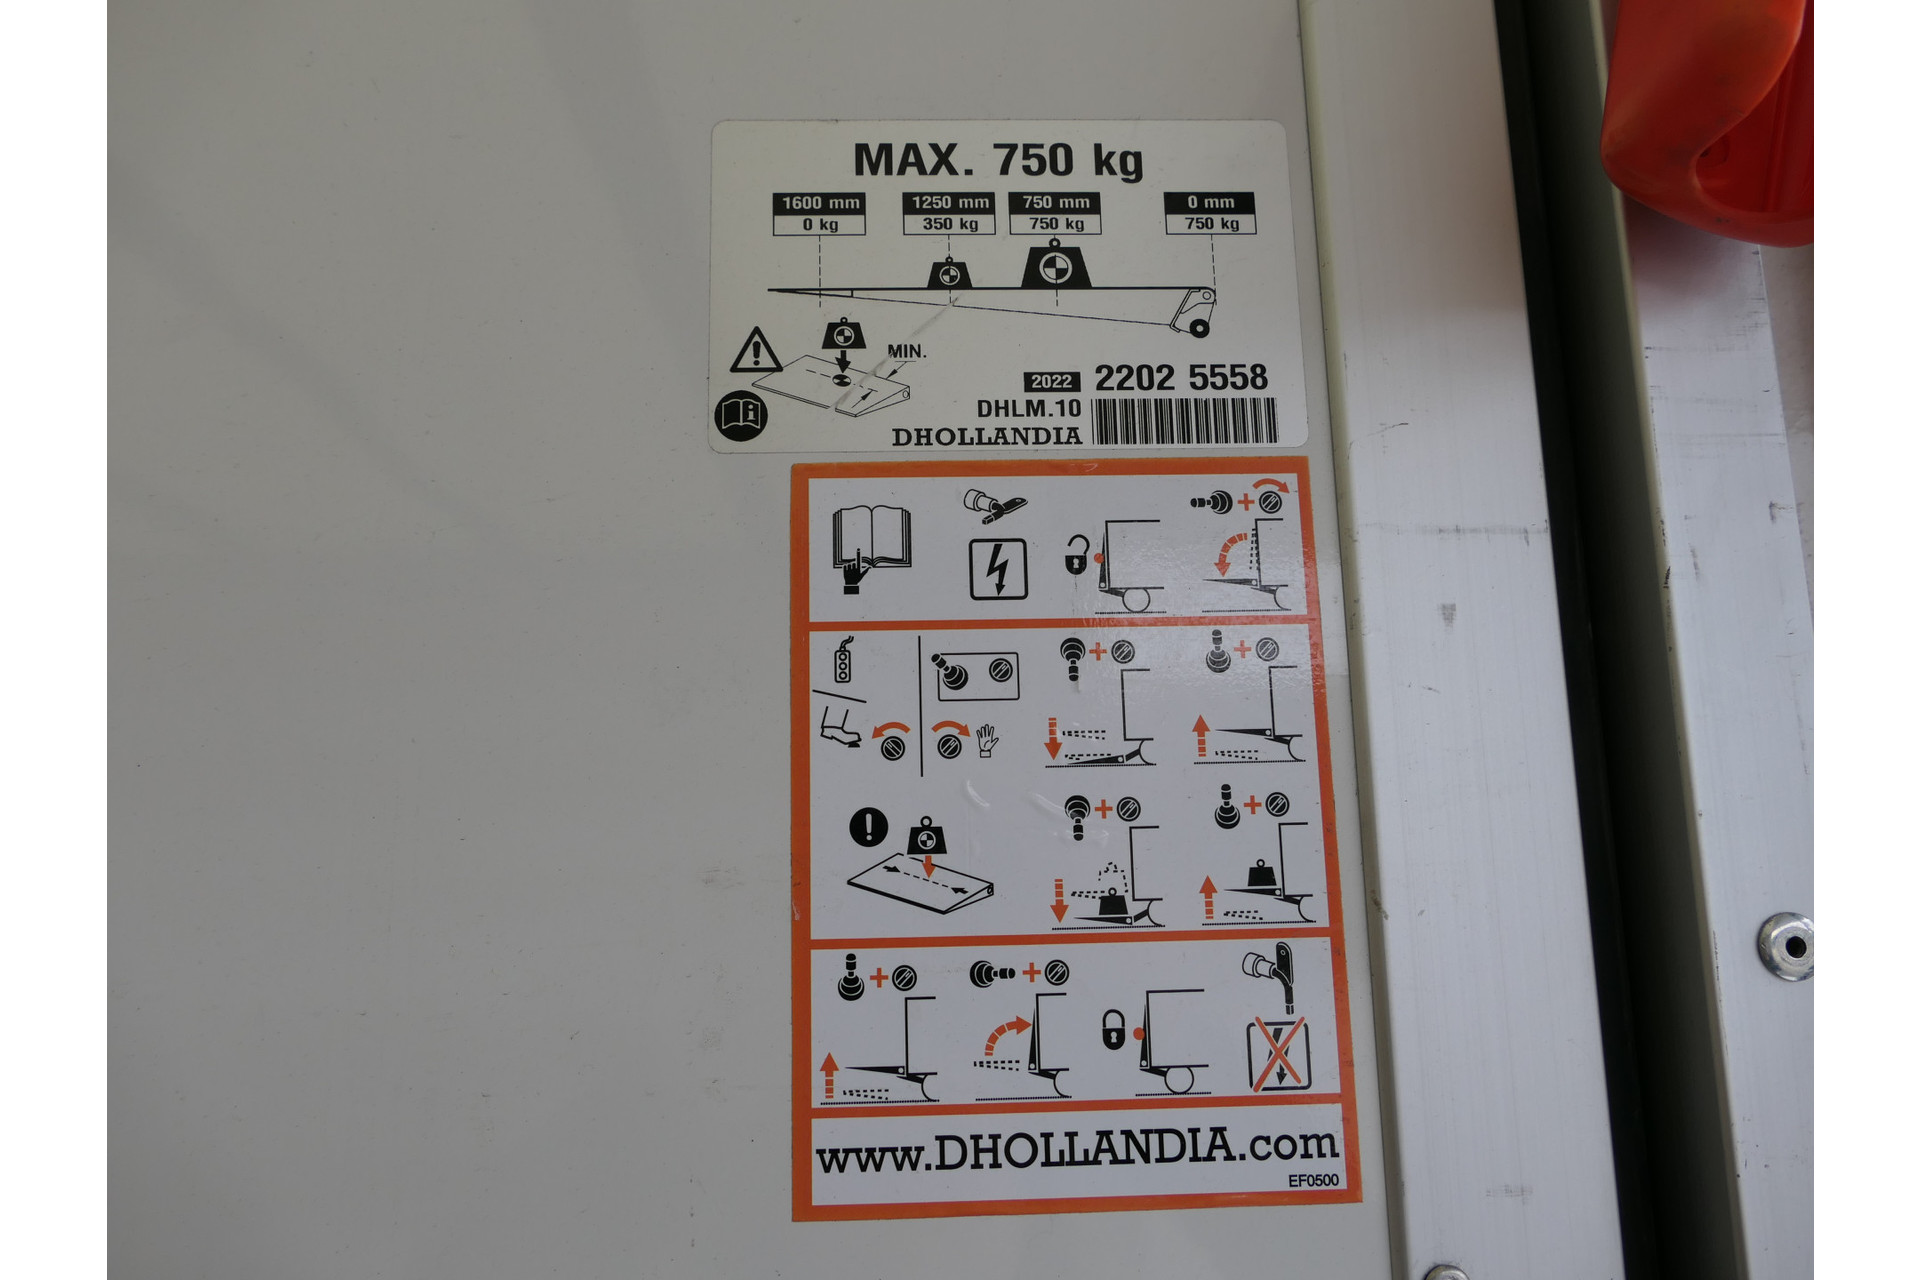 MAX. 750 kg
1600 mm 1250 mm 750 mm 0 mm
0 kg 350 kg 750 kg 750 kg
MIN.
2022 2202 5558
DHLM.10
DHOLLANDIA
www.DHOLLANDIA.com
EF0500